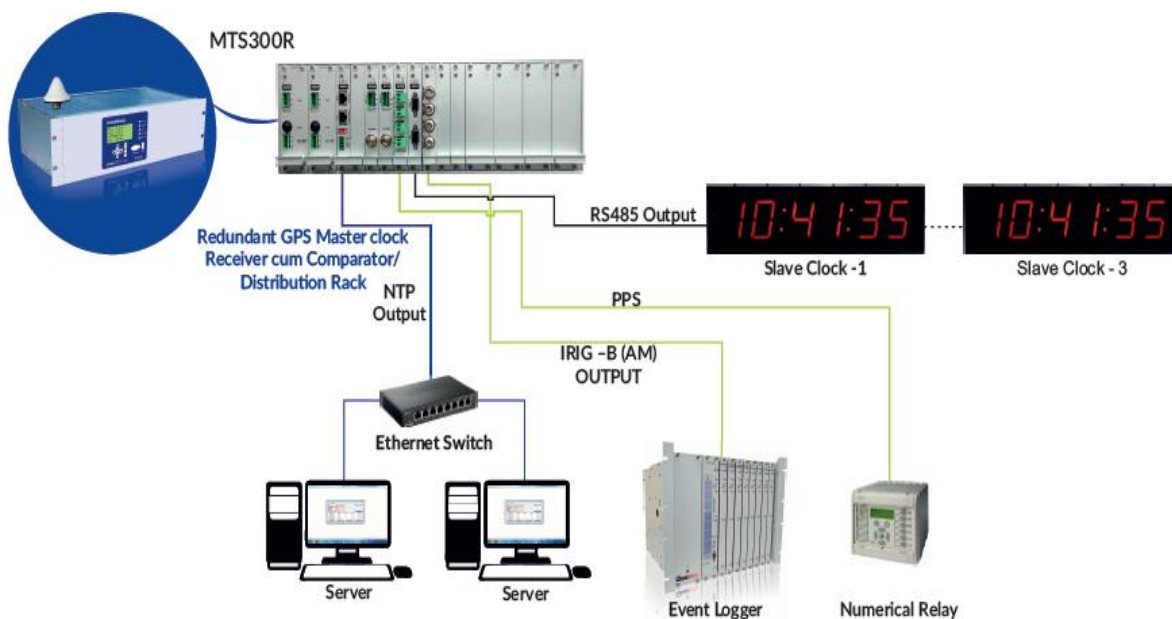 MTS300R
Redundant GPS Master clock
Receiver cum Comparator/
Distribution Rack
NTP
Output
RS485 Output
10:41:35
10:41:35
Slave Clock -1
Slave Clock - 3
PPS
IRIG –B (AM)
OUTPUT
Ethernet Switch
Server
Server
Event Logger
Numerical Relay